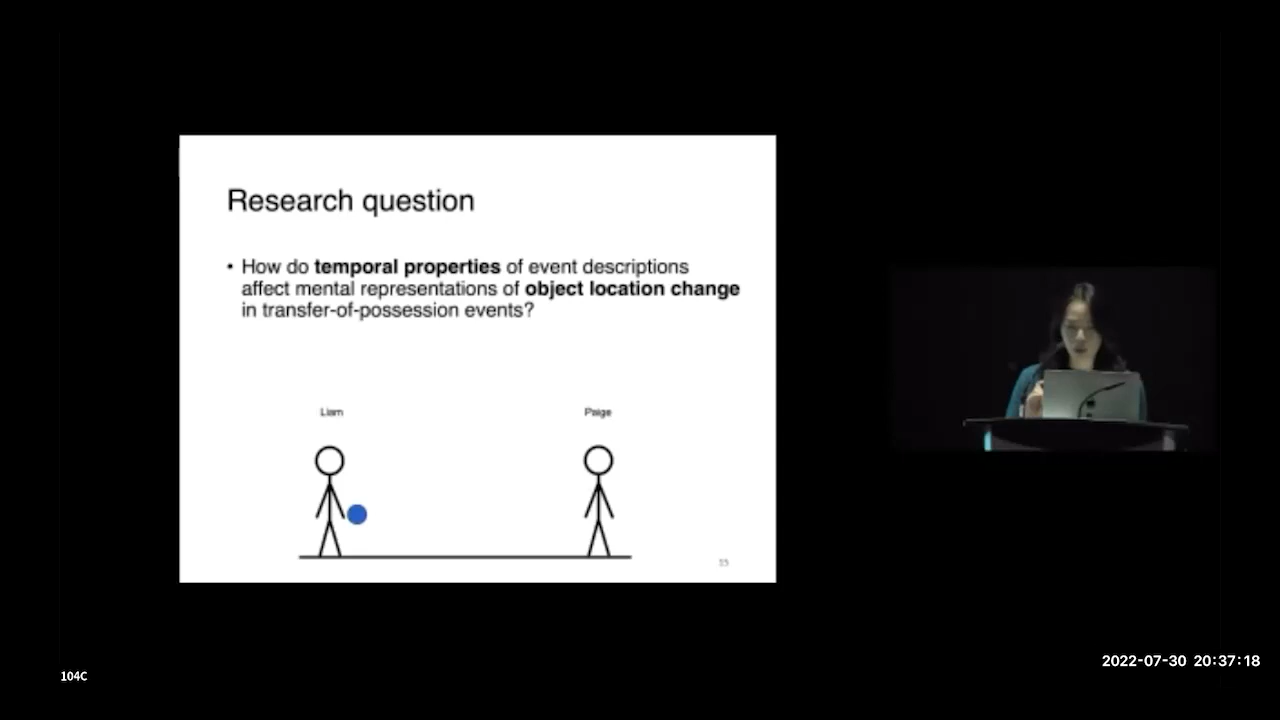 Research question
• How do temporal properties of event descriptions
affect mental representations of object location change
in transfer-of-possession events?
Liam
Paige
104C
2022-07-30 20:37:18